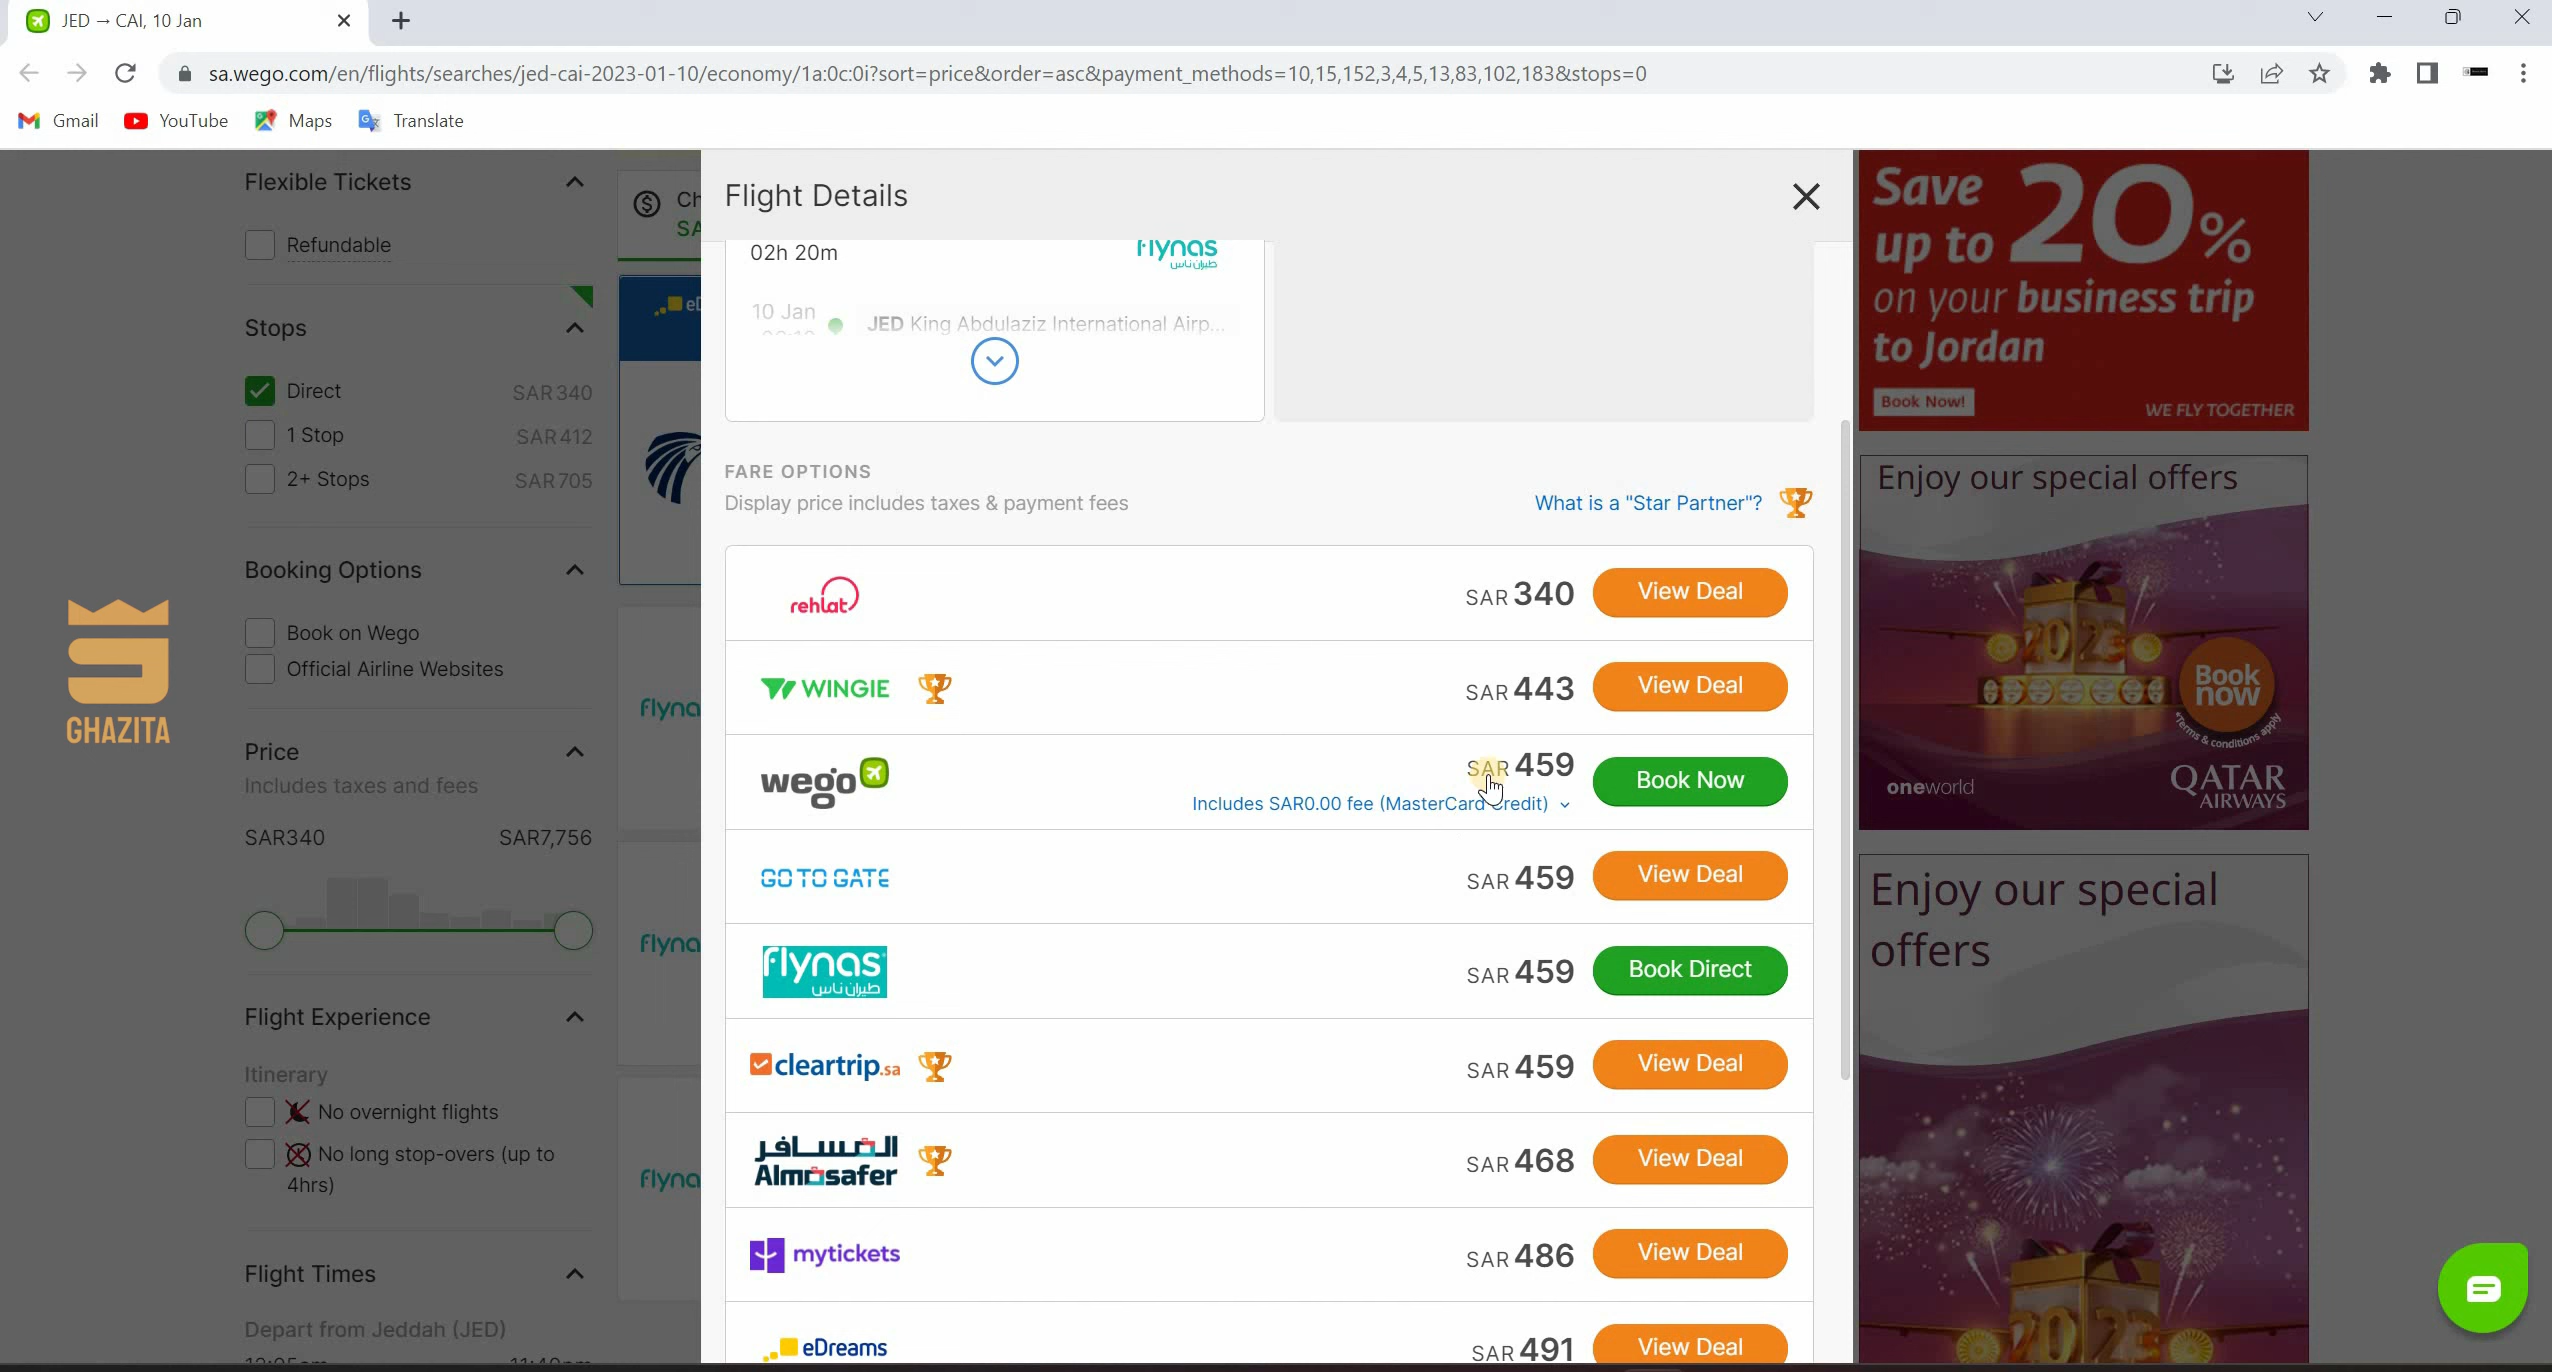 JED → CAI, 10 Jan
sa.wego.com/en/flights/searches/jed-cai-2023-01-10/economy/1a:0c:0i?sort=price&order=asc&payment_methods=10,15,152,3,4,5,13,83,102,183&stops=0
Gmail
YouTube
Maps
Translate
Flexible Tickets
Refundable
Stops
Direct SAR340
1 Stop SAR412
2+ Stops SAR705
Booking Options
Book on Wego
Official Airline Websites
GHAZITA
Price
Includes taxes and fees
SAR340 SAR7,756
Flight Experience
Itinerary
No overnight flights
No long stop-overs (up to
4hrs)
Flight Times
Depart from Jeddah (JED)
Flight Details
02h 20m
flynas
طيران ناس
10 Jan
JED King Abdulaziz International Airp...
FARE OPTIONS
Display price includes taxes & payment fees
What is a "Star Partner"?
rehlat SAR 340 View Deal
WINGIE SAR 443 View Deal
wego SAR 459 Book Now
Includes SAR0.00 fee (MasterCard Credit)
GO TO GATE SAR 459 View Deal
flynas SAR 459 Book Direct
طيران ناس
cleartrip.sa SAR 459 View Deal
المسافر
Almosafer SAR 468 View Deal
mytickets SAR 486 View Deal
eDreams SAR 491 View Deal
Save
up to 20%
on your business trip
to Jordan
Book Now!
WE FLY TOGETHER
Enjoy our special offers
2023
Book
now
*Terms & conditions apply
oneworld
QATAR
AIRWAYS
Enjoy our special
offers
2023